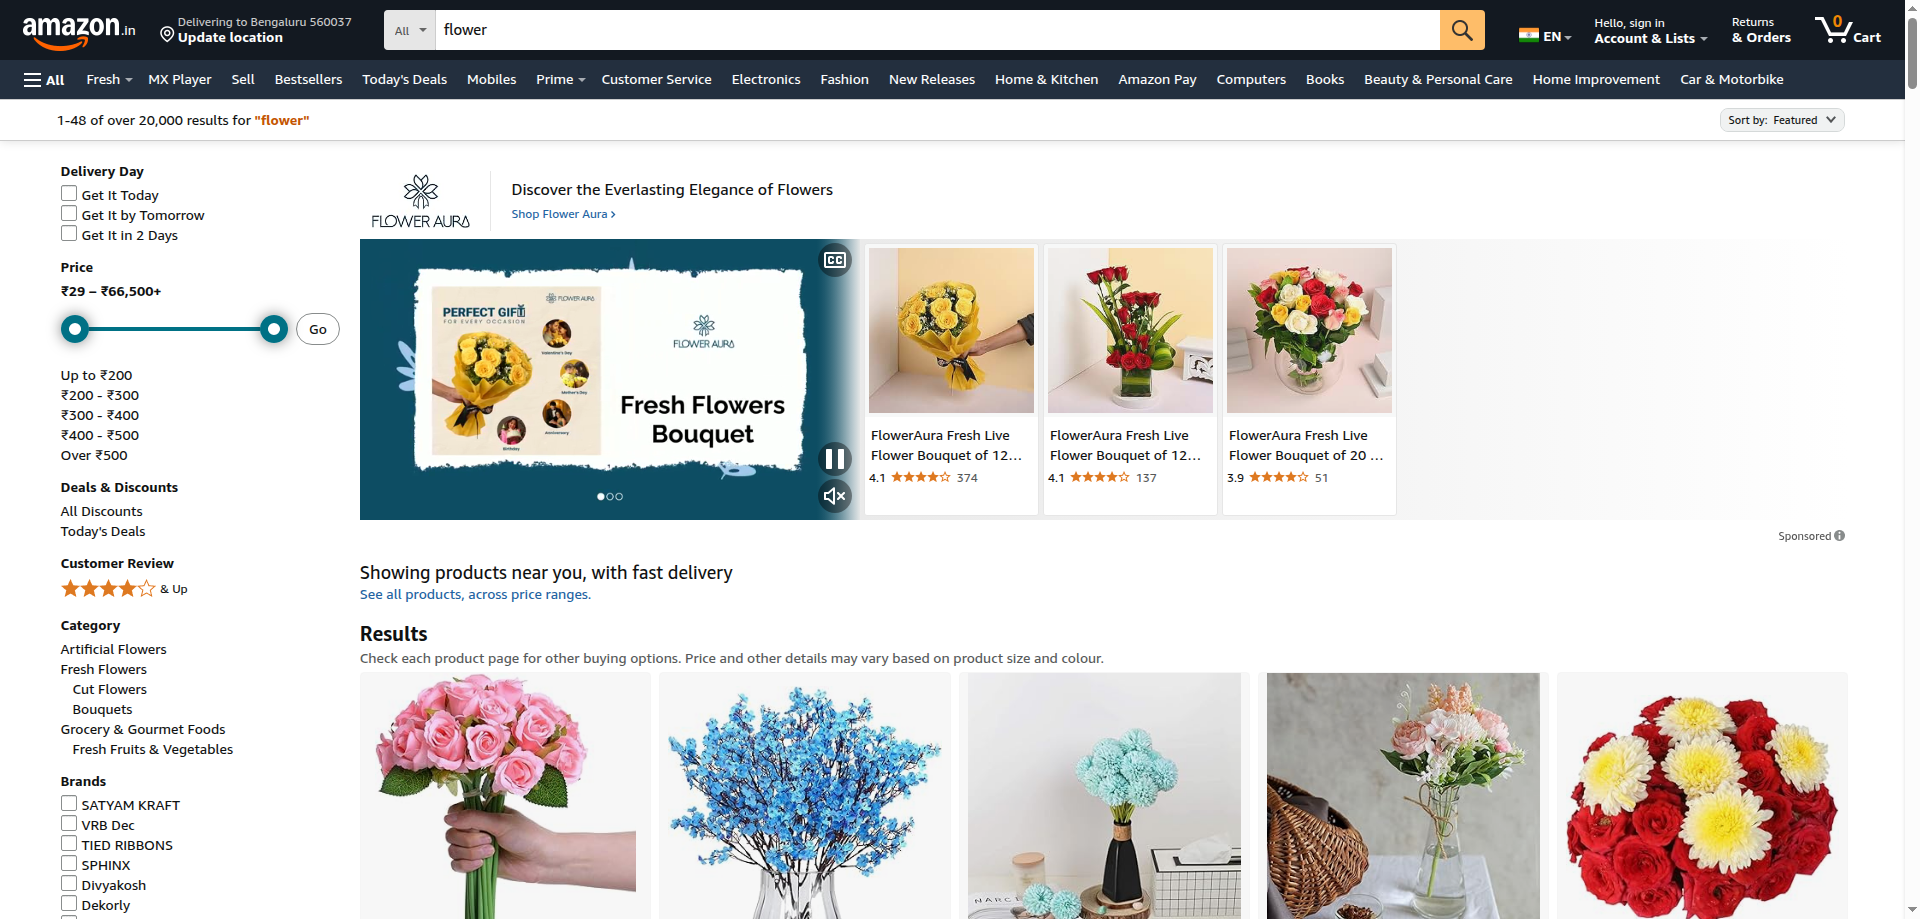 amazon.in
Delivering to Bengaluru 560037
Update location
All
flower
EN
Hello, sign in
Account & Lists
Returns
& Orders
0
Cart
All
Fresh
MX Player
Sell
Bestsellers
Today's Deals
Mobiles
Prime
Customer Service
Electronics
Fashion
New Releases
Home & Kitchen
Amazon Pay
Computers
Books
Beauty & Personal Care
Home Improvement
Car & Motorbike
1-48 of over 20,000 results for "flower"
Sort by: Featured
Delivery Day
Get It Today
Get It by Tomorrow
Get It in 2 Days
Price
₹29 – ₹66,500+
Go
Up to ₹200
₹200 - ₹300
₹300 - ₹400
₹400 - ₹500
Over ₹500
Deals & Discounts
All Discounts
Today's Deals
Customer Review
& Up
Category
Artificial Flowers
Fresh Flowers
Cut Flowers
Bouquets
Grocery & Gourmet Foods
Fresh Fruits & Vegetables
Brands
SATYAM KRAFT
VRB Dec
TIED RIBBONS
SPHINX
Divyakosh
Dekorly
FLOWER AURA
Discover the Everlasting Elegance of Flowers
Shop Flower Aura ›
CC
FLOWER AURA
PERFECT GIFT
FOR EVERY OCCASION
Valentine's Day
Mother's Day
Anniversary
Birthday
FLOWER AURA
Fresh Flowers
Bouquet
FlowerAura Fresh Live
Flower Bouquet of 12...
4.1
374
FlowerAura Fresh Live
Flower Bouquet of 12...
4.1
137
FlowerAura Fresh Live
Flower Bouquet of 20 ...
3.9
51
Sponsored
Showing products near you, with fast delivery
See all products, across price ranges.
Results
Check each product page for other buying options. Price and other details may vary based on product size and colour.